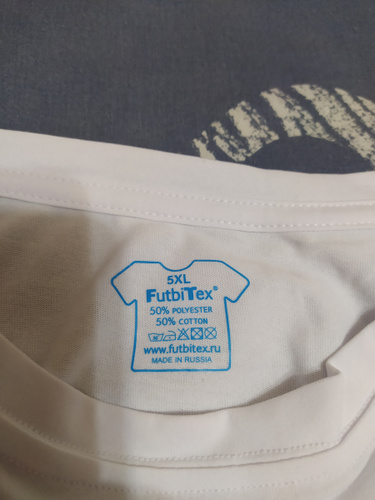 5XL
FutbiTex®
50% POLYESTER
50% COTTON
www.futbitex.ru
MADE IN RUSSIA